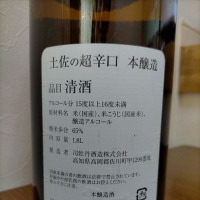 土佐の超辛口 本醸造
品目 清酒
アルコール分 15度以上16度未満
原材料名 米(国産)、米こうじ(国産)、
醸造アルコール
精米歩合 65%
内容量 1.8L
製造者 司牡丹酒造株式会社
高知県高岡郡佐川町甲1299番地
本醸造酒